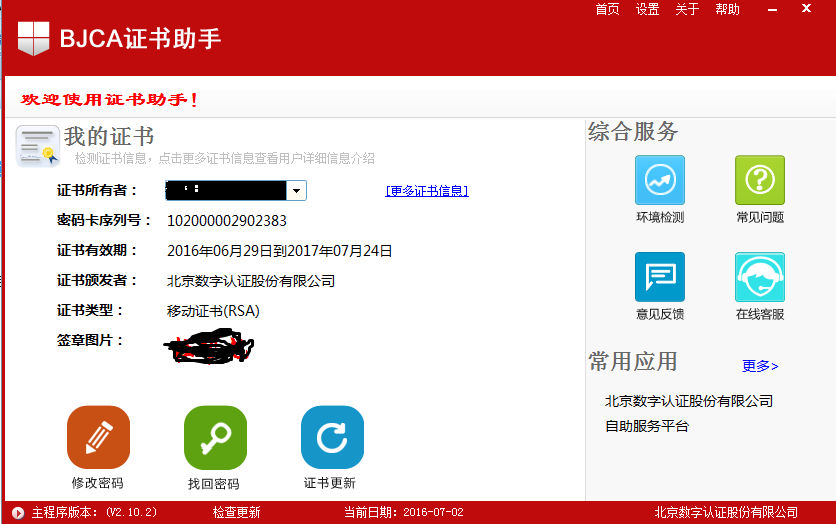 首页 设置 关于 帮助
BJCA证书助手
欢迎使用证书助手！
我的证书
检测证书信息，点击更多证书信息查看用户详细信息介绍
证书所有者：
[更多证书信息]
密码卡序列号： 102000002902383
证书有效期： 2016年06月29日到2017年07月24日
证书颁发者： 北京数字认证股份有限公司
证书类型： 移动证书(RSA)
签章图片：
修改密码 找回密码 证书更新
综合服务
环境检测 常见问题
意见反馈 在线客服
常用应用 更多>
北京数字认证股份有限公司
自助服务平台
主程序版本：(V2.10.2) 检查更新 当前日期：2016-07-02 北京数字认证股份有限公司